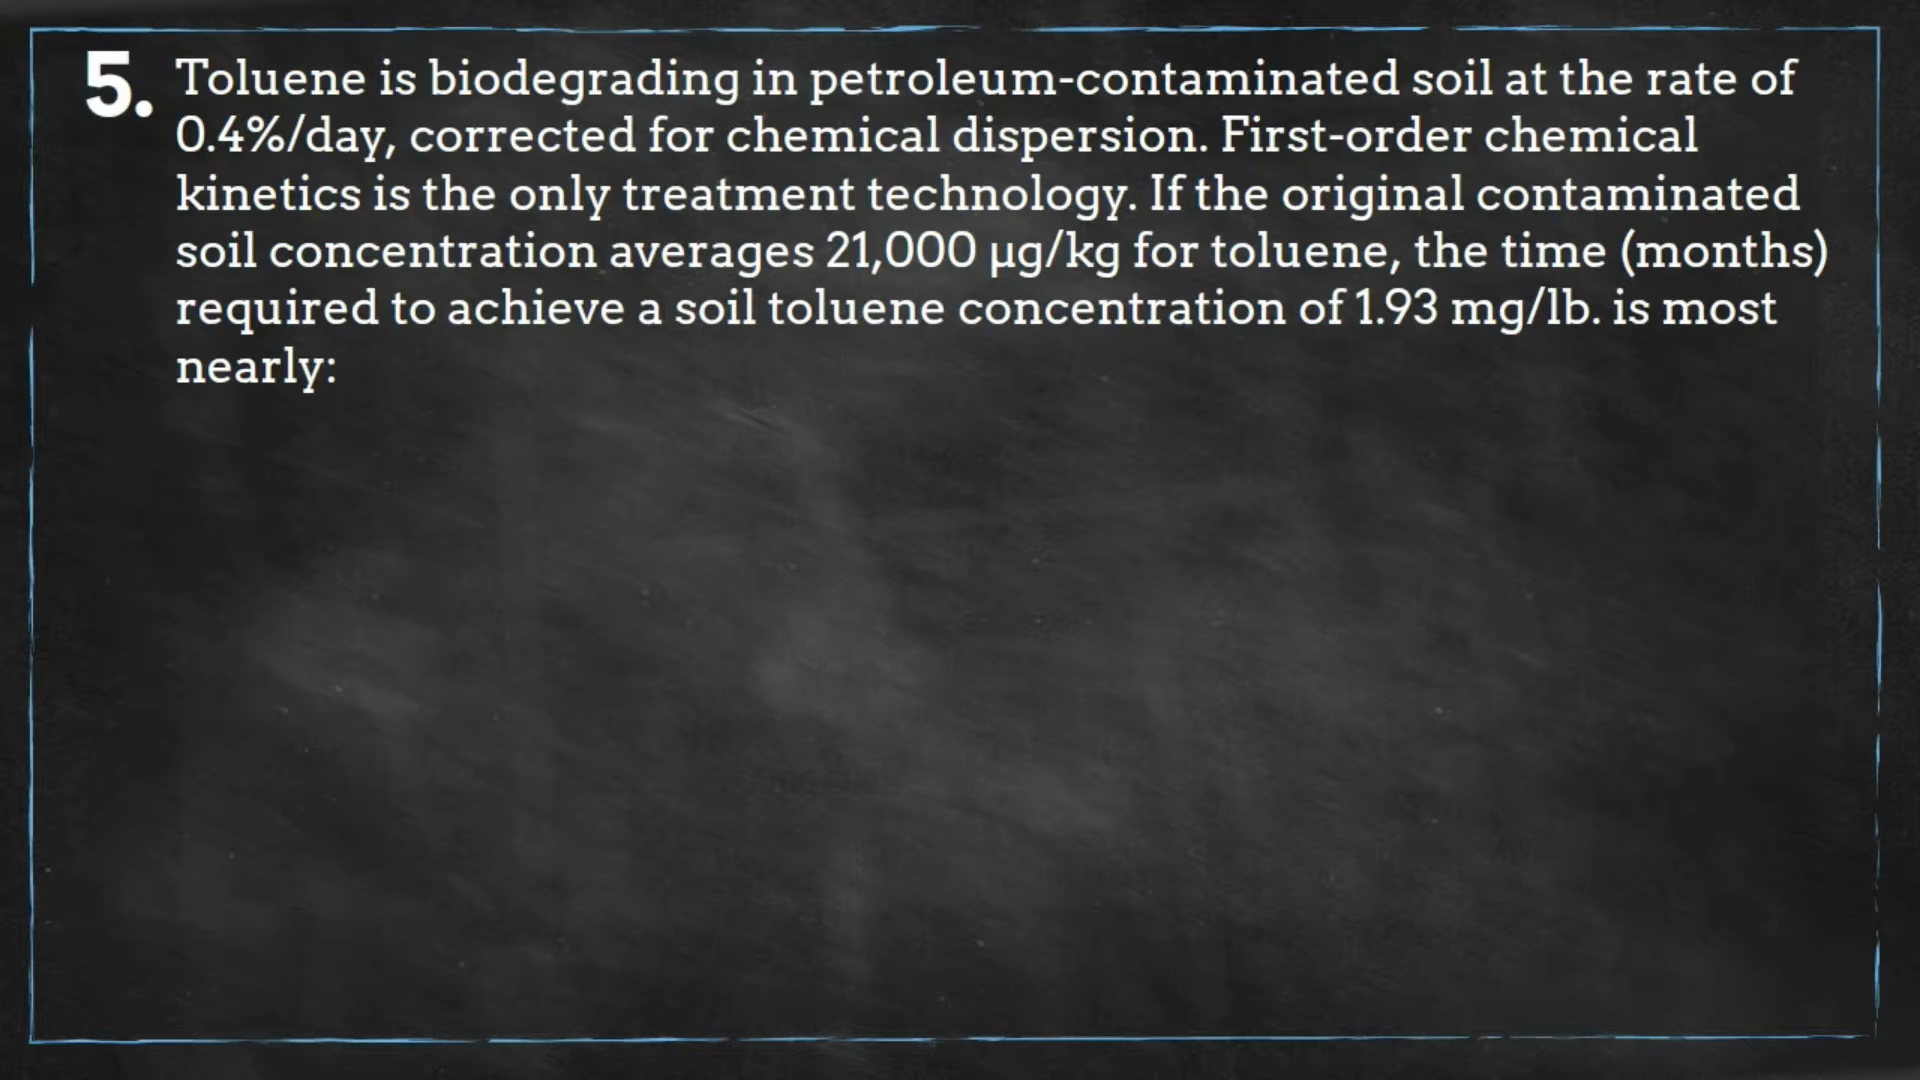 5. Toluene is biodegrading in petroleum-contaminated soil at the rate of
0.4%/day, corrected for chemical dispersion. First-order chemical
kinetics is the only treatment technology. If the original contaminated
soil concentration averages 21,000 µg/kg for toluene, the time (months)
required to achieve a soil toluene concentration of 1.93 mg/lb. is most
nearly: